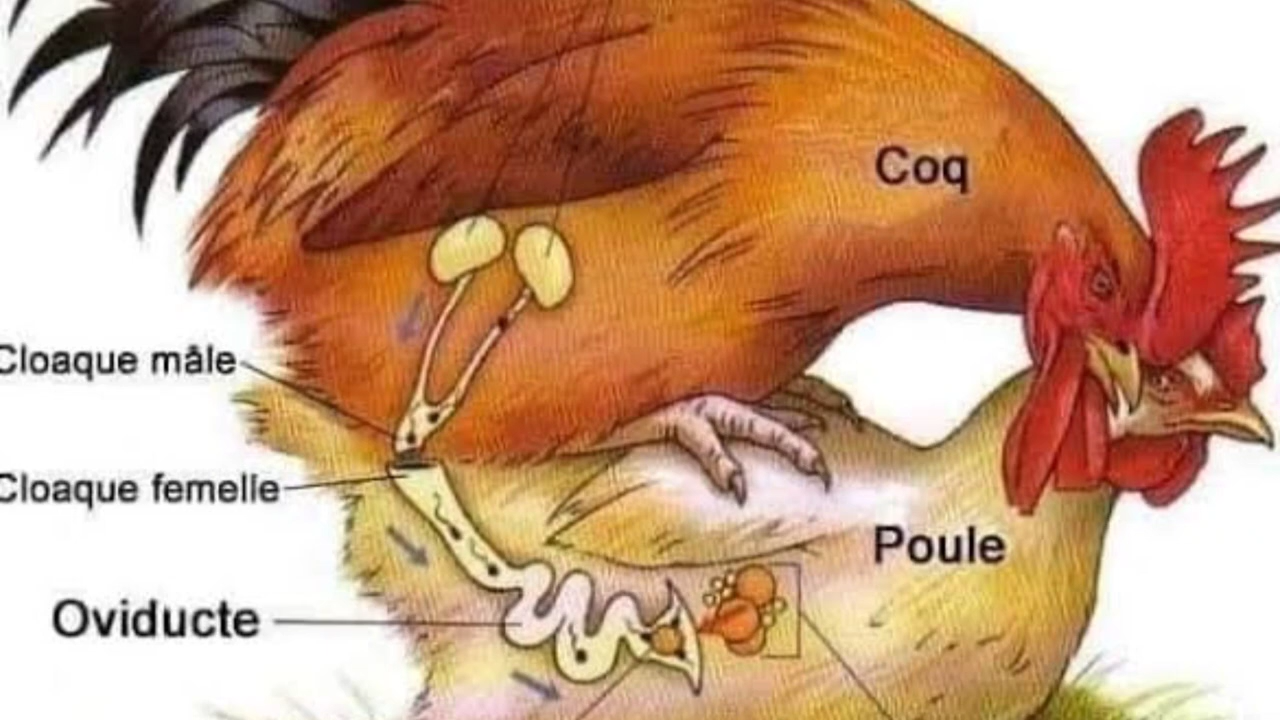 Coq
Cloaque mâle
Cloaque femelle
Poule
Oviducte